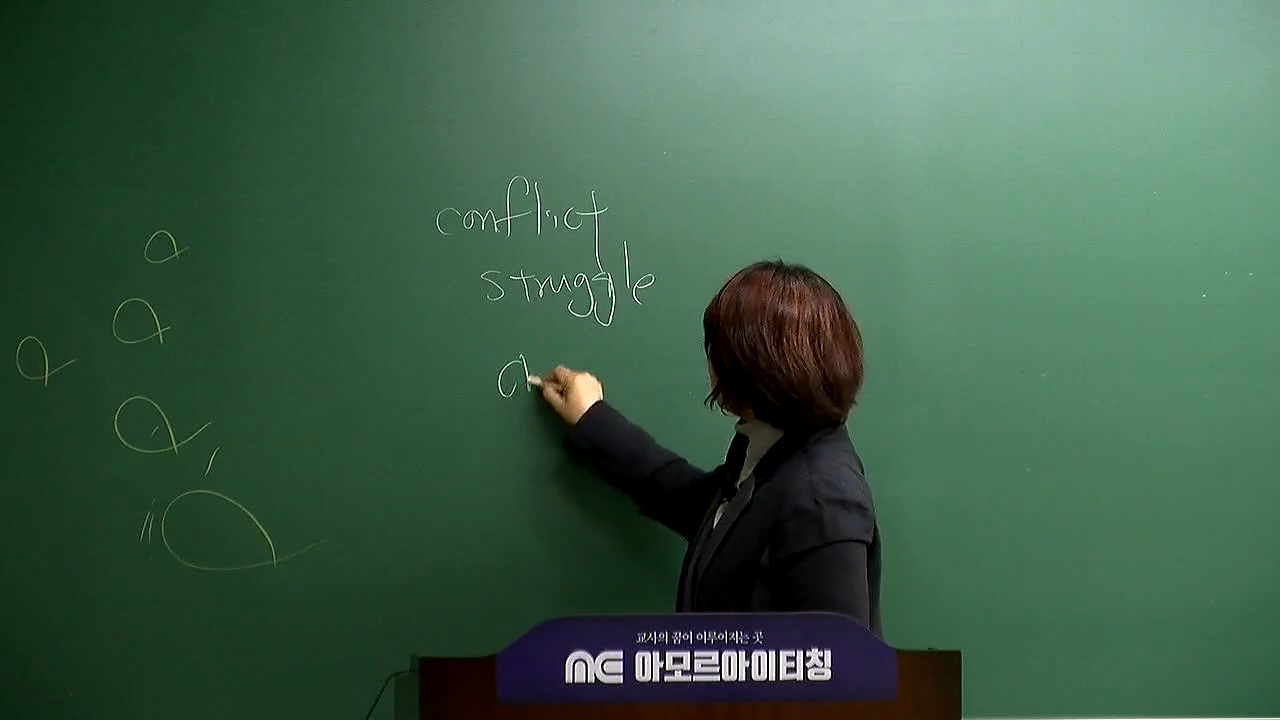 conflict
struggle
a
교사의 꿈이 이루어지는 곳
아모르아이티칭